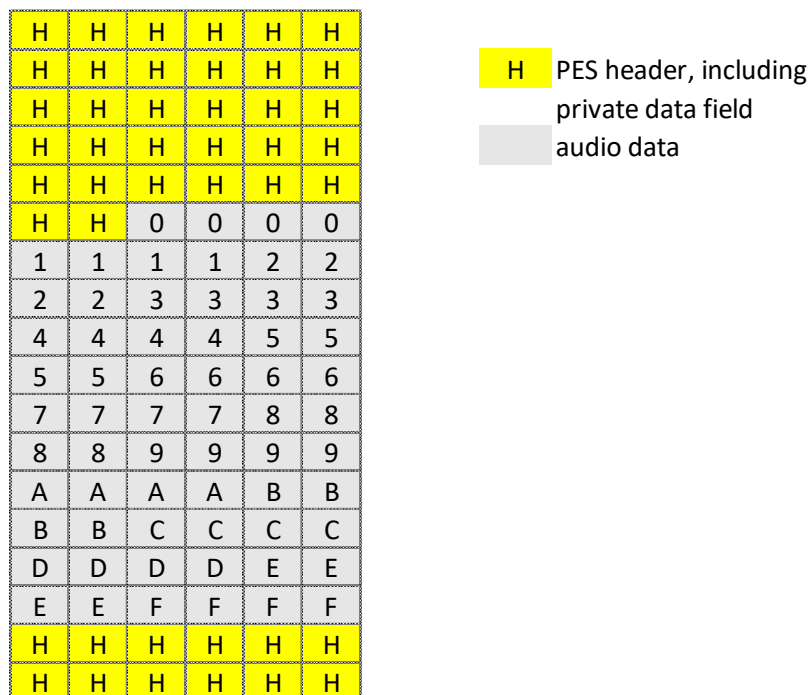 H H H H H H
H H H H H H
H H H H H H
H H H H H H
H H H H H H
H H 0 0 0 0
1 1 1 1 2 2
2 2 3 3 3 3
4 4 4 4 5 5
5 5 6 6 6 6
7 7 7 7 8 8
8 8 9 9 9 9
A A A A B B
B B C C C C
D D D D E E
E E F F F F
H H H H H H
H H H H H H
H PES header, including
private data field
audio data